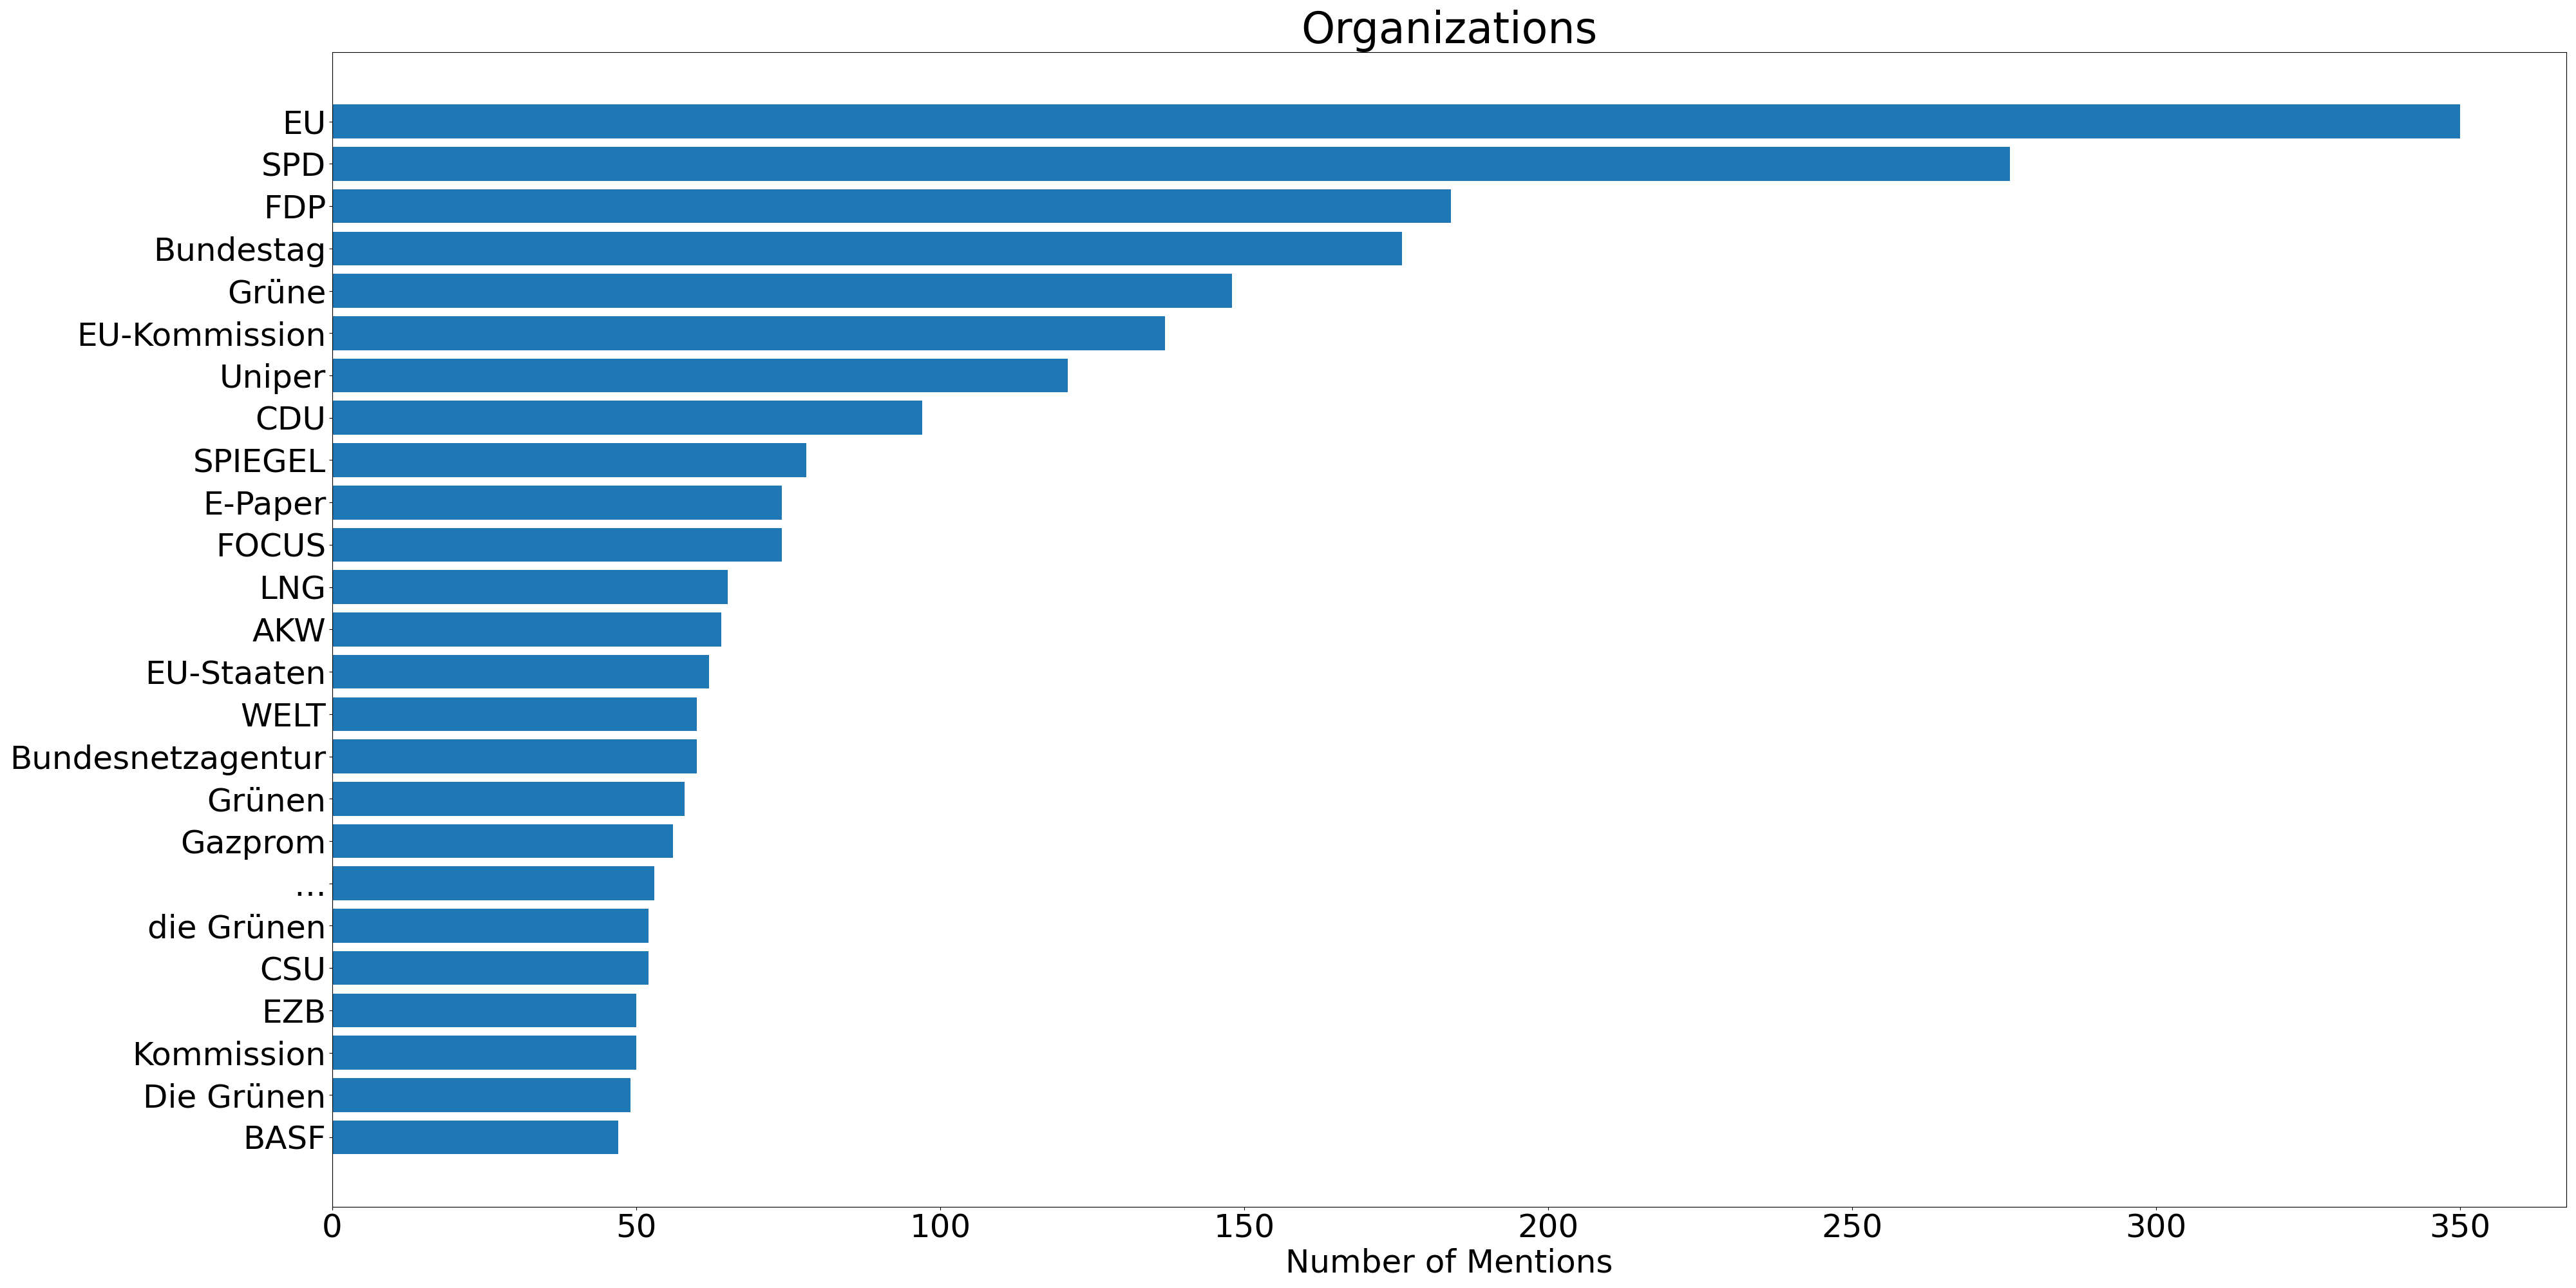 Organizations
EU
SPD
FDP
Bundestag
Grüne
EU-Kommission
Uniper
CDU
SPIEGEL
E-Paper
FOCUS
LNG
AKW
EU-Staaten
WELT
Bundesnetzagentur
Grünen
Gazprom
...
die Grünen
CSU
EZB
Kommission
Die Grünen
BASF
0 50 100 150 200 250 300 350
Number of Mentions